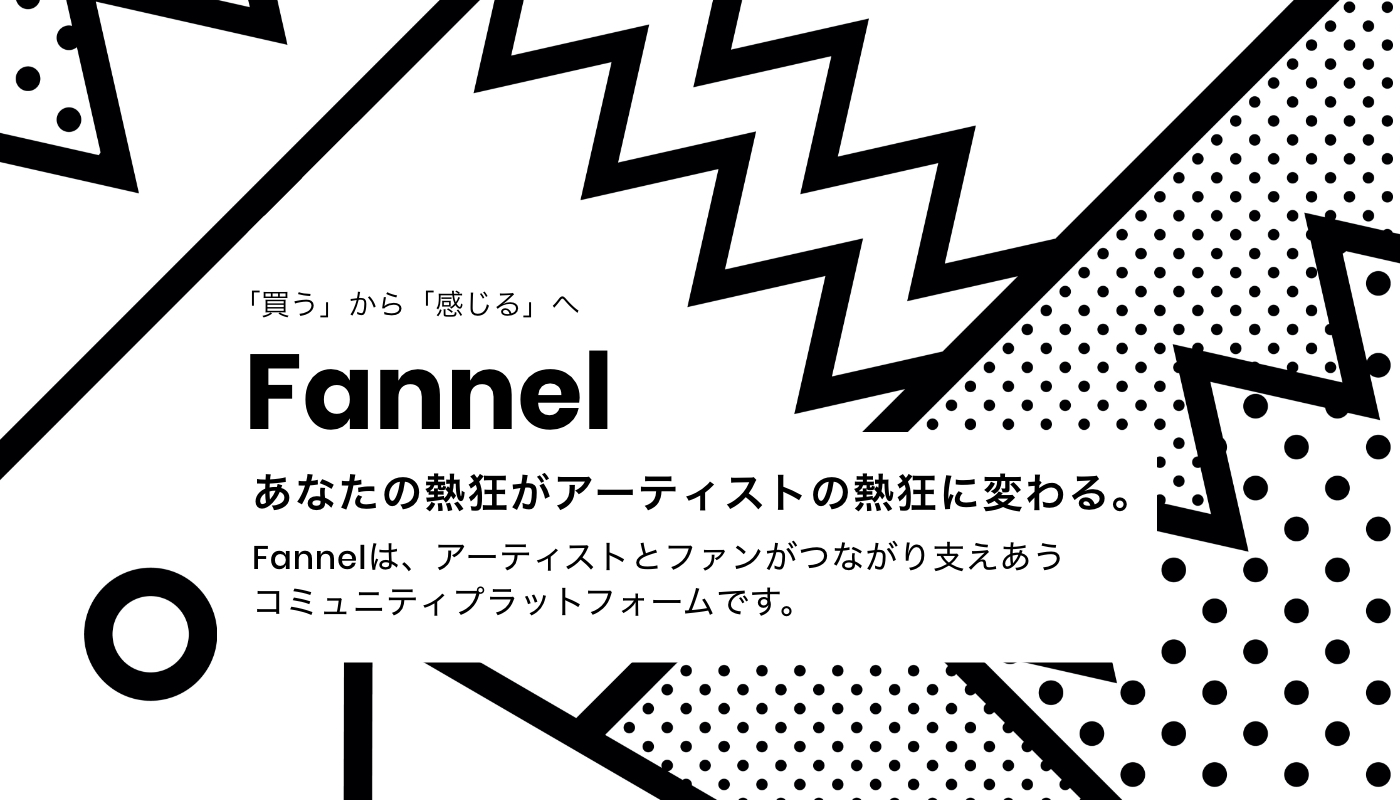 「買う」から「感じる」へ
Fannel
あなたの熱狂がアーティストの熱狂に変わる。
Fannelは、アーティストとファンがつながり支えあう
コミュニティプラットフォームです。